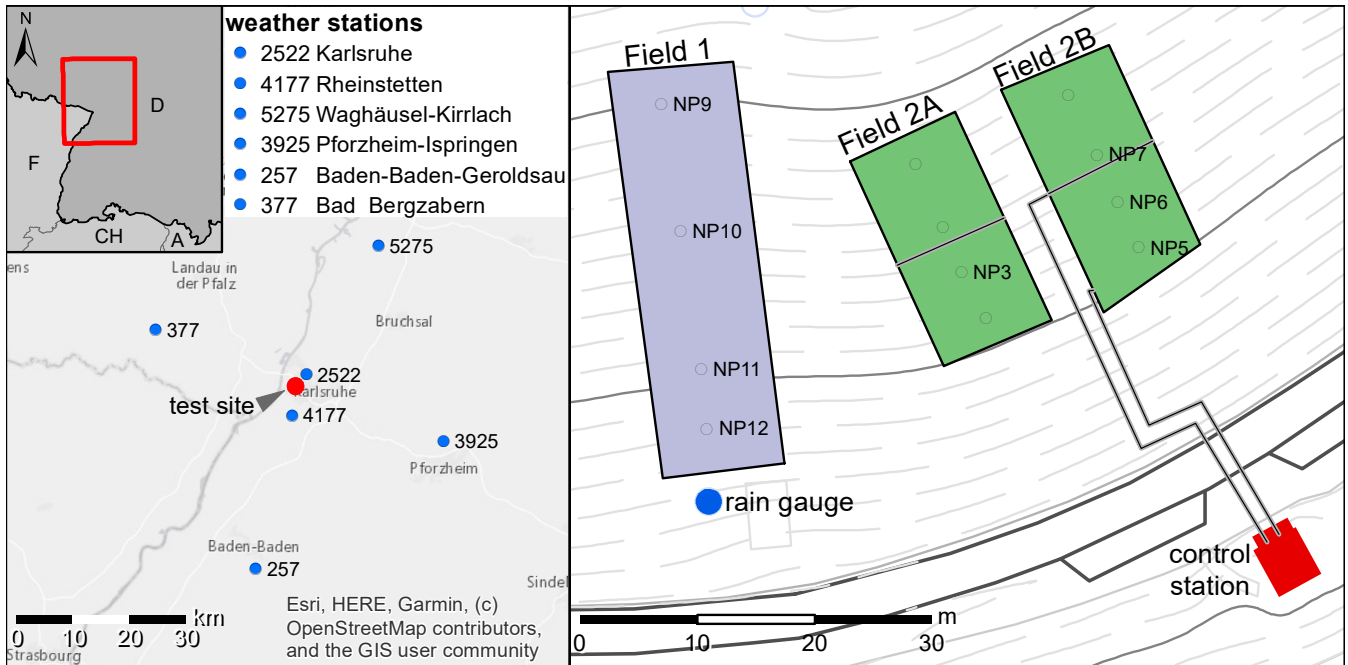 N
D
F
CH
A
weather stations
2522 Karlsruhe
4177 Rheinstetten
5275 Waghäusel-Kirrlach
3925 Pforzheim-Ispringen
257 Baden-Baden-Geroldsau
377 Bad Bergzabern
ens
Landau in
der Pfalz
5275
377
Bruchsal
2522
Karlsruhe
test site
4177
3925
Pforzheim
Baden-Baden
257
Sindel
km
0 10 20 30
Strasbourg
Esri, HERE, Garmin, (c)
OpenStreetMap contributors,
and the GIS user community
Field 1
NP9
NP10
NP11
NP12
rain gauge
Field 2A
NP3
Field 2B
NP7
NP6
NP5
control
station
m
0 10 20 30